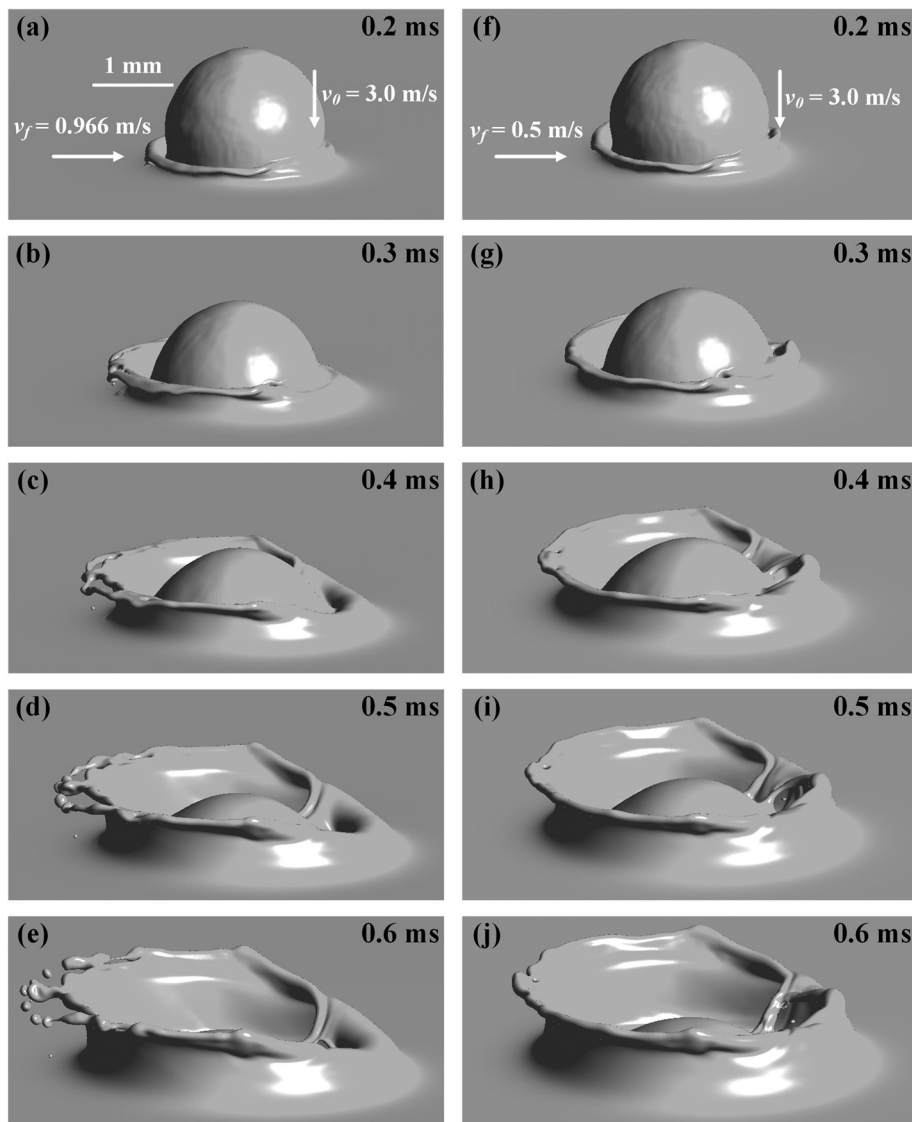 (a) 0.2 ms
1 mm
v₀ = 3.0 m/s
v_f = 0.966 m/s
(f) 0.2 ms
v₀ = 3.0 m/s
v_f = 0.5 m/s
(b) 0.3 ms
(g) 0.3 ms
(c) 0.4 ms
(h) 0.4 ms
(d) 0.5 ms
(i) 0.5 ms
(e) 0.6 ms
(j) 0.6 ms